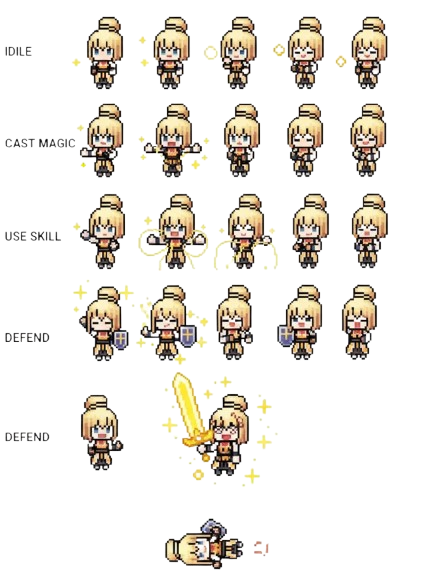 IDILE
CAST MAGIC
USE SKILL
DEFEND
DEFEND